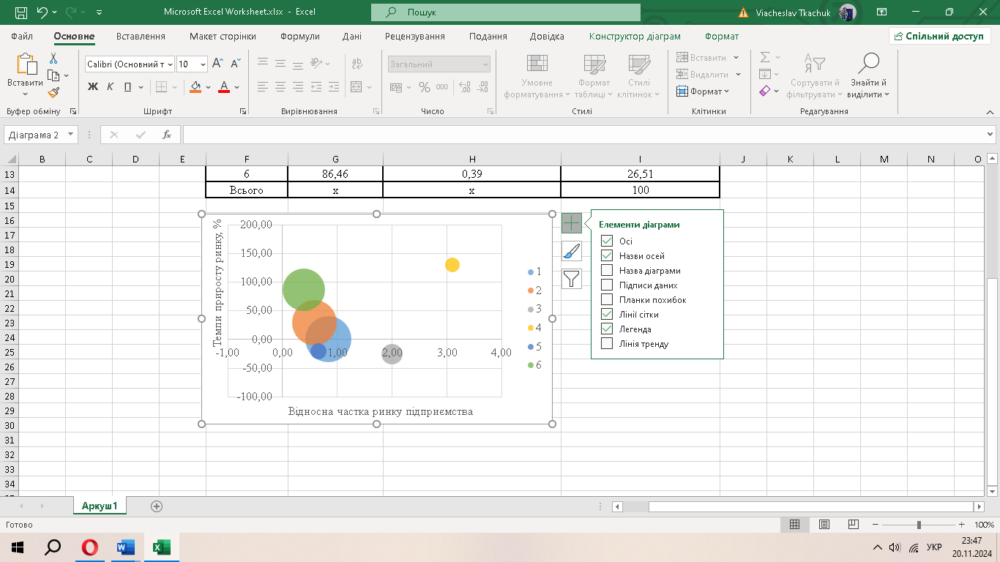 Microsoft Excel Worksheet.xlsx - Excel
Пошук
Viacheslav Tkachuk
Файл Основне Вставлення Макет сторінки Формули Дані Рецензування Подання Довідка Конструктор діаграм Формат
Спільний доступ
Вставити
Calibri (Основний т 10
Ж К П
Загальний
Умовне форматування
Формат таблиці
Стилі клітинок
Вставити
Видалити
Формат
Сортувати й фільтрувати
Знайти й виділити
Буфер обміну Шрифт Вирівнювання Число Стилі Клітинки Редагування
Діаграма 2
fx
B C D E F G H I J K L M N O
13 6 86,46 0,39 26,51
14 Всього x x 100
15
16
17
18
19
20
21
22
23
24
25
26
27
28
29
30
31
32
33
34
Темпи приросту ринку, %
200,00
150,00
100,00
50,00
0,00
-1,00 0,00 1,00 2,00 3,00 4,00
-50,00
-100,00
Відносна частка ринку підприємства
1
2
3
4
5
6
Елементи діаграми
Осі
Назви осей
Назва діаграми
Підписи даних
Планки похибок
Лінії сітки
Легенда
Лінія тренду
Аркуш1
Готово
100%
УКР
23:47
20.11.2024